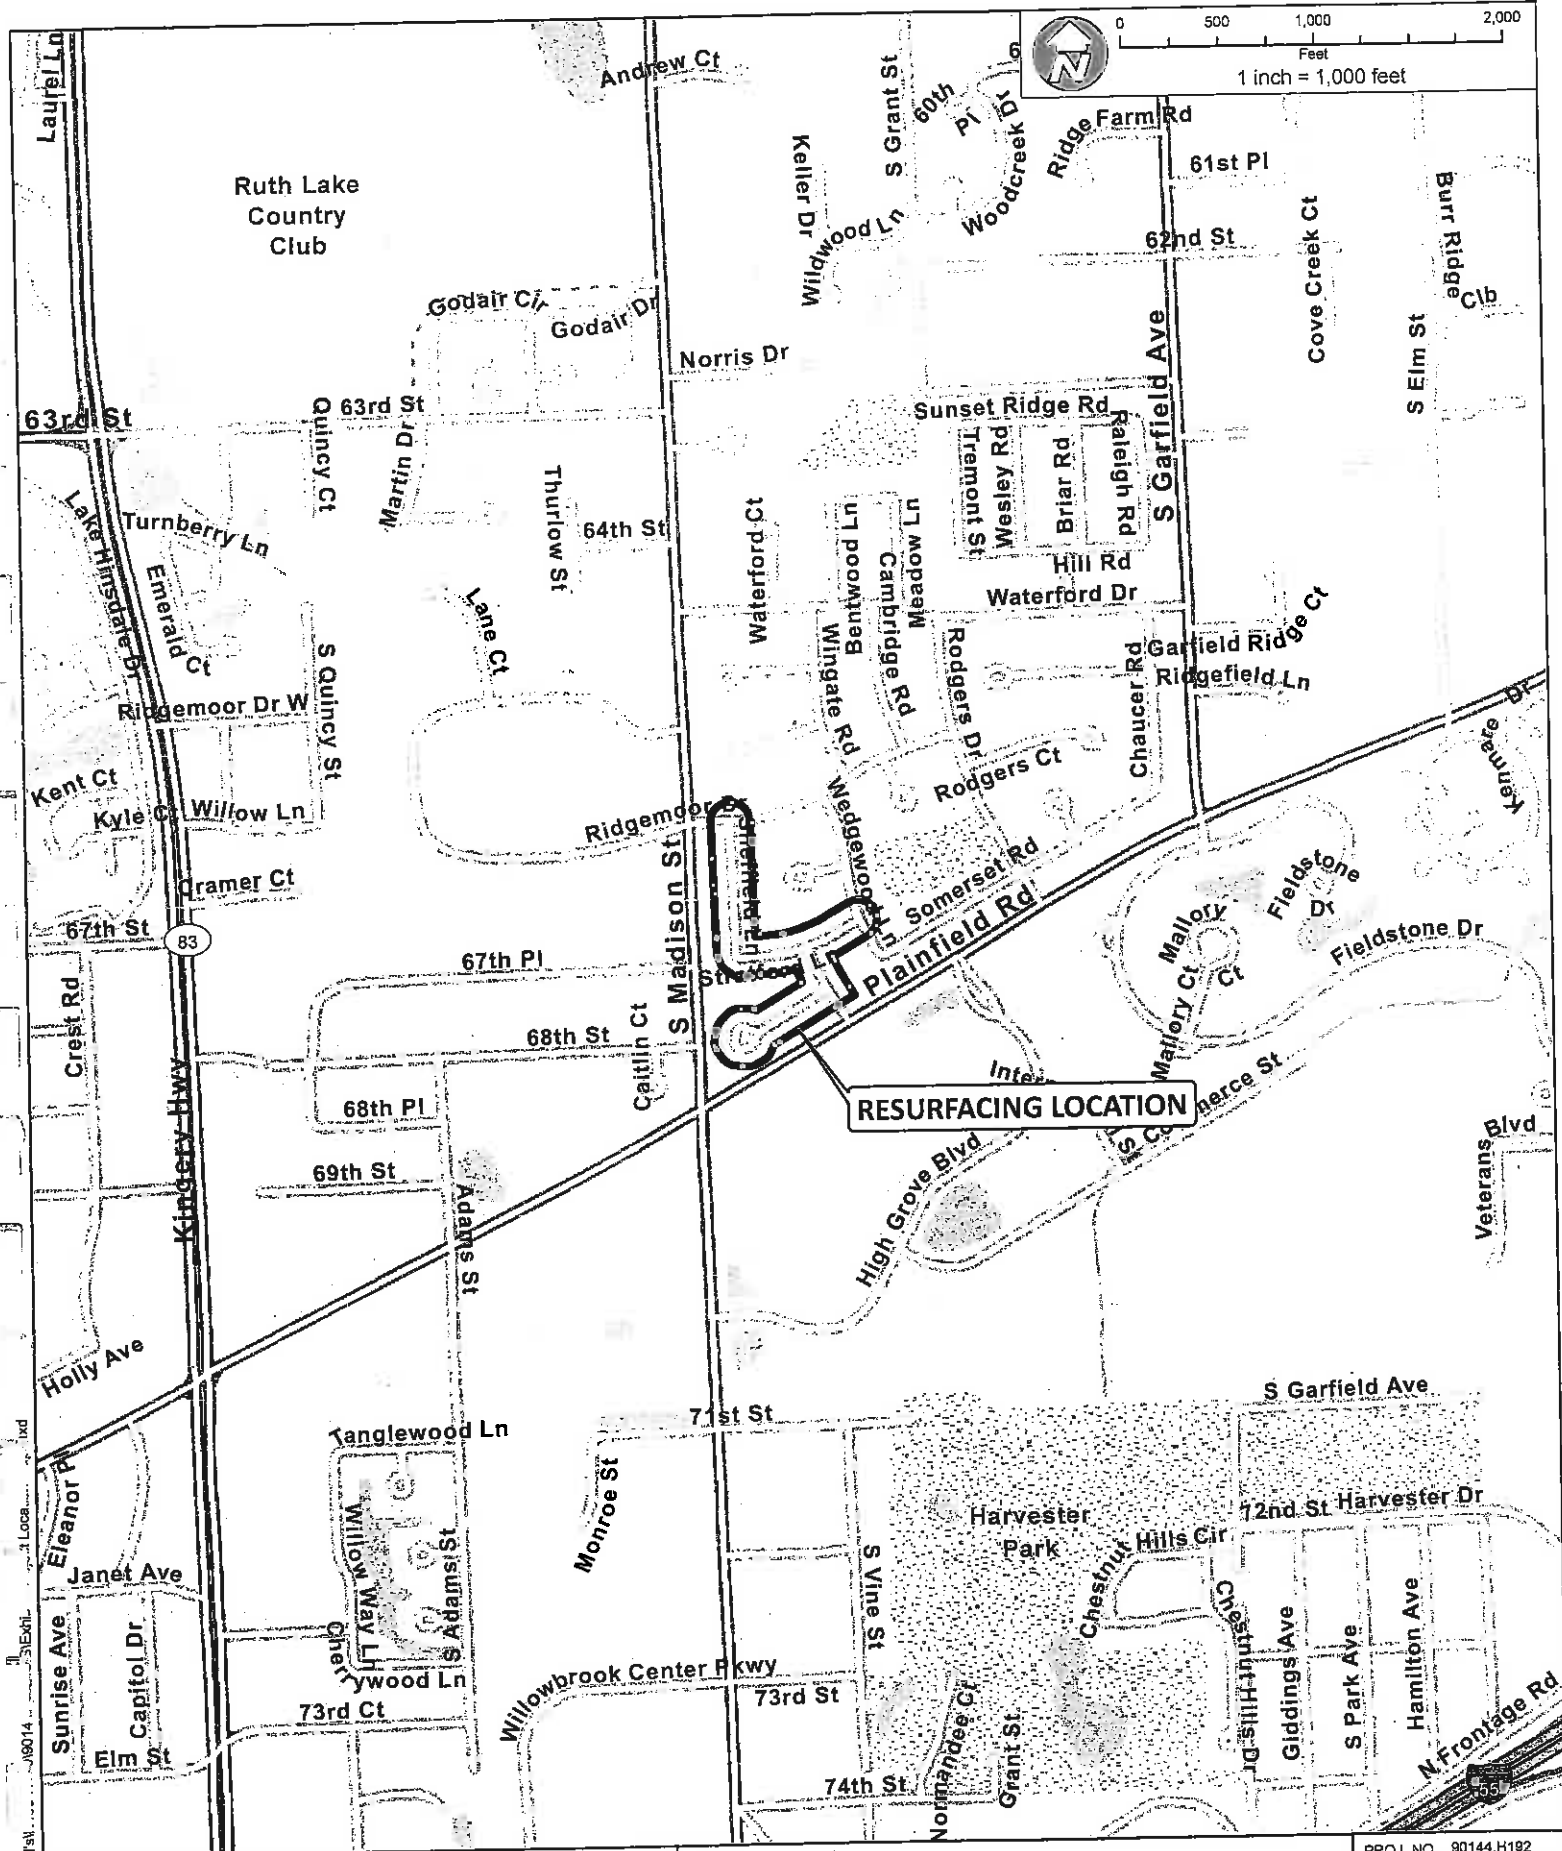 0 500 1,000 2,000
Feet
1 inch = 1,000 feet
N
Laurel Ln
Andrew Ct
S Grant St
60th
Pl
Woodcreek Dr
Ridge Farm Rd
61st Pl
Ruth Lake
Country
Club
Keller Dr
Wildwood Ln
62nd St
Cove Creek Ct
Burr Ridge
Clb
Godair Cir
Godair Dr
Norris Dr
S Garfield Ave
S Elm St
63rd St
Quincy Ct
63rd St
Martin Dr
Sunset Ridge Rd
Tremont St
Wesley Rd
Briar Rd
Raleigh Rd
Lake Hinsdale Dr
Turnberry Ln
Emerald
Ct
Thurlow St
64th St
Waterford Ct
Bentwood Ln
Cambridge Rd
Meadow Ln
Hill Rd
Waterford Dr
Lane Ct
S Quincy St
Wingate Rd
Rodgers Dr
Chaucer Rd
Garfield Ridge Ct
Ridgefield Ln
Ridgemoor Dr W
Kenmare Dr
Kent Ct
Kyle Ct
Willow Ln
Rodgers Ct
Ridgemoor Dr
Wedgewood Ln
S Madison St
Somerset Rd
Cramer Ct
Fieldstone
Dr
Mallory
Ct
Fieldstone Dr
67th St
83
67th Pl
Plainfield Rd
Crest Rd
68th St
Caitlin Ct
Mallory Ct
Commerce St
RESURFACING LOCATION
Kingery Hwy
68th Pl
69th St
Adams St
High Grove Blvd
Veterans
Blvd
Holly Ave
71st St
S Garfield Ave
Tanglewood Ln
Monroe St
Eleanor Pl
Willow Way Ln
S Adams St
Harvester
Park
72nd St
Harvester Dr
Chestnut
Hills Cir
Janet Ave
S Vine St
Sunrise Ave
Capitol Dr
Cherrywood Ln
Willowbrook Center Pkwy
73rd St
Chestnut Hills Dr
Giddings Ave
S Park Ave
Hamilton Ave
73rd Ct
Elm St
Normandee Ct
Grant St
74th St
N Frontage Rd
55
PROJ. NO. 90144.H192